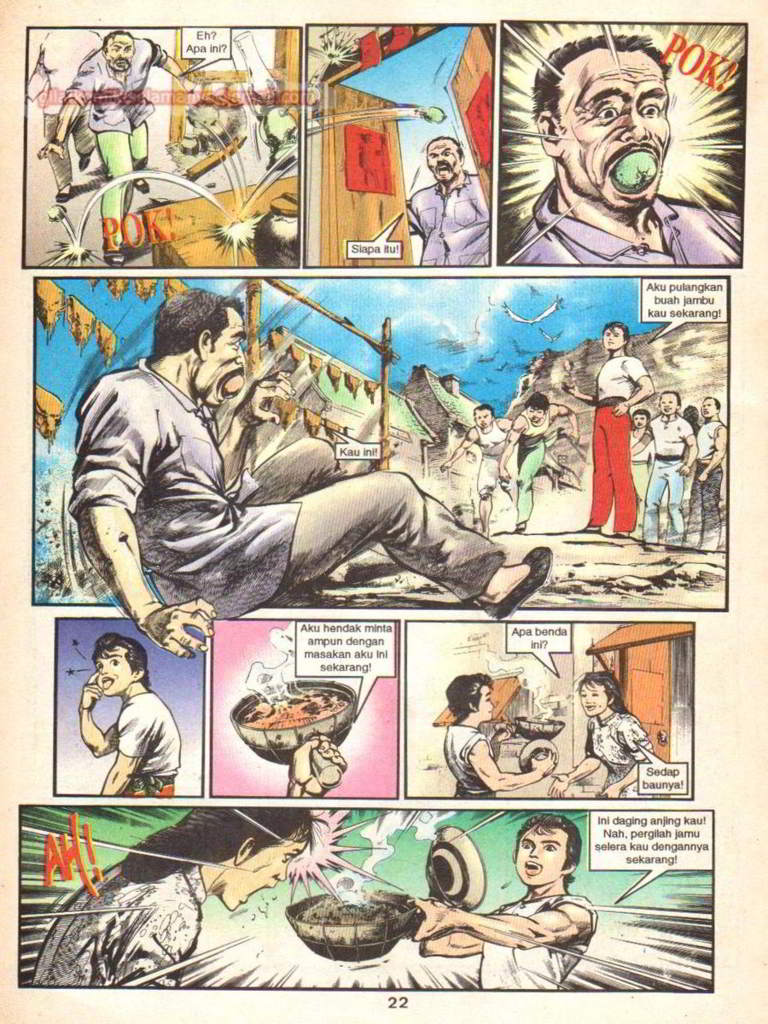 Eh?
Apa ini?
POK!
Siapa itu!
POK!
Aku pulangkan
buah jambu
kau sekarang!
Kau ini!
Aku hendak minta
ampun dengan
masakan aku ini
sekarang!
Apa benda
ini?
Sedap
baunya!
AH!
Ini daging anjing kau!
Nah, pergilah jamu
selera kau dengannya
sekarang!
22